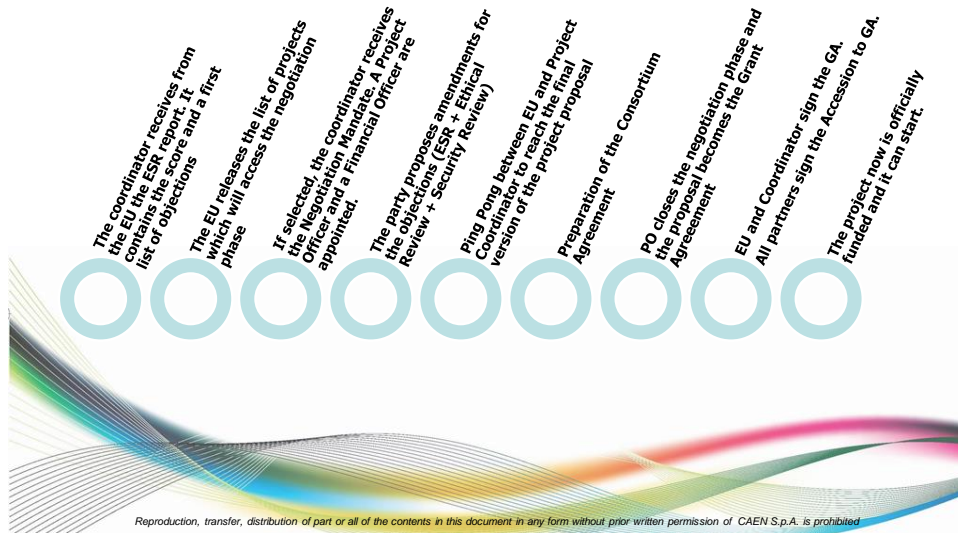 The coordinator receives from
the EU the ESR report. It
contains the score and a first
list of objections
The EU releases the list of projects
which will access the negotiation
phase
If selected, the coordinator receives
the Negotiation Mandate. A Project
Officer and a Financial Officer are
appointed.
The party proposes amendments for
the objections (ESR + Ethical
Review + Security Review)
Ping Pong between EU and Project
Coordinator to reach the final
version of the project proposal
Preparation of the Consortium
Agreement
PO closes the negotiation phase and
the proposal becomes the Grant
Agreeement
EU and Coordinator sign the GA.
All partners sign the Accession to GA.
The project now is officially
funded and it can start.
Reproduction, transfer, distribution of part or all of the contents in this document in any form without prior written permission of CAEN S.p.A. is prohibited